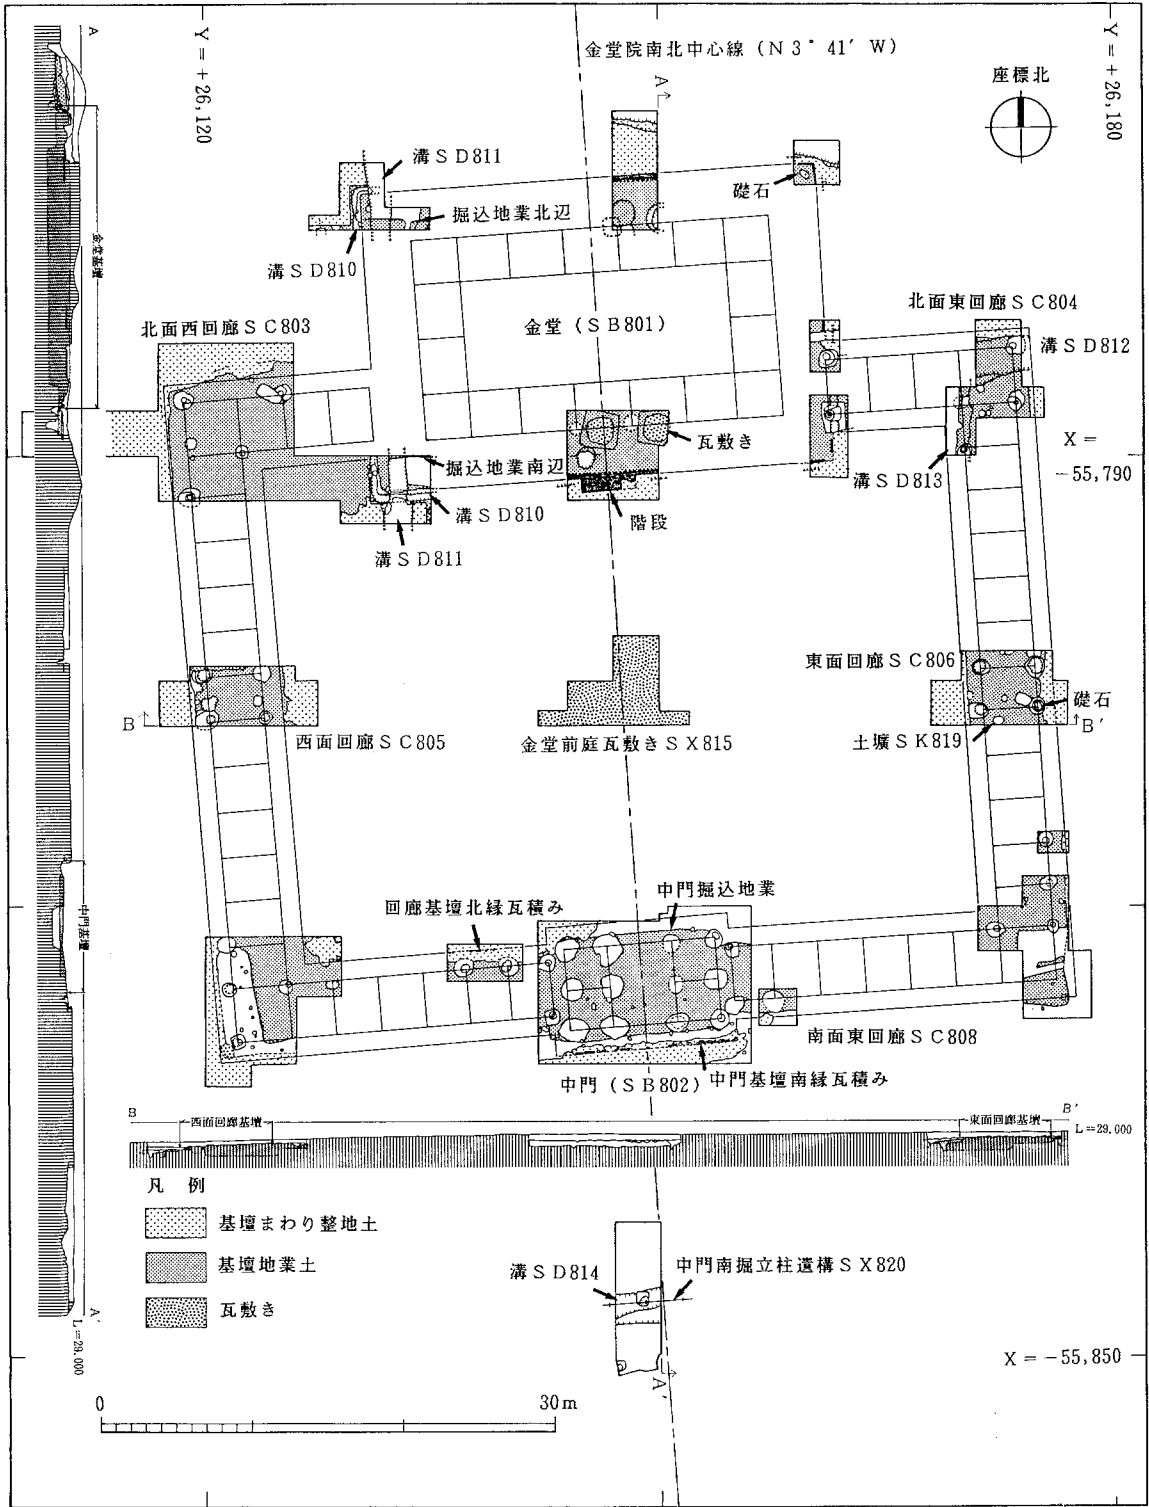 金堂院南北中心線 (N 3° 41′ W)
A
Y = +26,120
A
Y = +26,180
座標北
溝ＳＤ811
礎石
掘込地業北辺
溝ＳＤ810
金堂基壇
北面東回廊ＳＣ804
北面西回廊ＳＣ803
金堂 (ＳＢ801)
溝ＳＤ812
瓦敷き
X =
-55,790
掘込地業南辺
溝ＳＤ813
溝ＳＤ810
階段
溝ＳＤ811
東面回廊ＳＣ806
礎石
B
B′
西面回廊ＳＣ805
金堂前庭瓦敷きＳＸ815
土壙ＳＫ819
中門掘込地業
回廊基壇北縁瓦積み
中門基壇
南面東回廊ＳＣ808
中門 (ＳＢ802)
中門基壇南縁瓦積み
B
B′
西面回廊基壇
東面回廊基壇
L=29.000
凡 例
基壇まわり整地土
基壇地業土
瓦敷き
溝ＳＤ814
中門南掘立柱遺構ＳＸ820
A′
L=29.000
X = -55,850
A′
0
30m